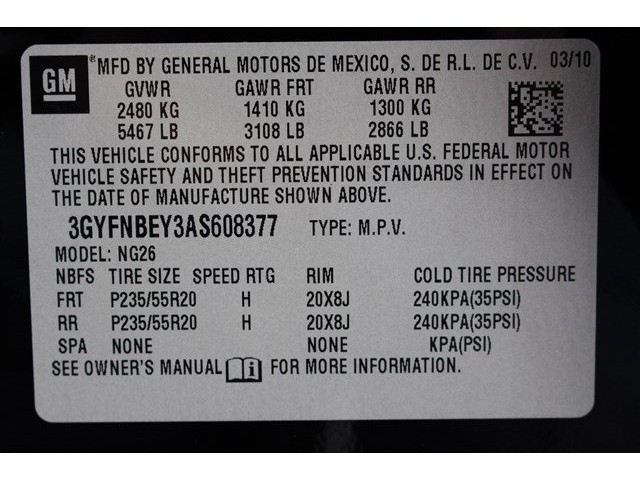 GM *MFD BY GENERAL MOTORS DE MEXICO, S. DE R.L. DE C.V. 03/10
GVWR GAWR FRT GAWR RR
2480 KG 1410 KG 1300 KG
5467 LB 3108 LB 2866 LB
THIS VEHICLE CONFORMS TO ALL APPLICABLE U.S. FEDERAL MOTOR
VEHICLE SAFETY AND THEFT PREVENTION STANDARDS IN EFFECT ON
THE DATE OF MANUFACTURE SHOWN ABOVE.
3GYFNBEY3AS608377 TYPE: M.P.V.
MODEL: NG26
NBFS TIRE SIZE SPEED RTG RIM COLD TIRE PRESSURE
FRT P235/55R20 H 20X8J 240KPA(35PSI)
RR P235/55R20 H 20X8J 240KPA(35PSI)
SPA NONE NONE KPA(PSI)
SEE OWNER'S MANUAL FOR MORE INFORMATION.